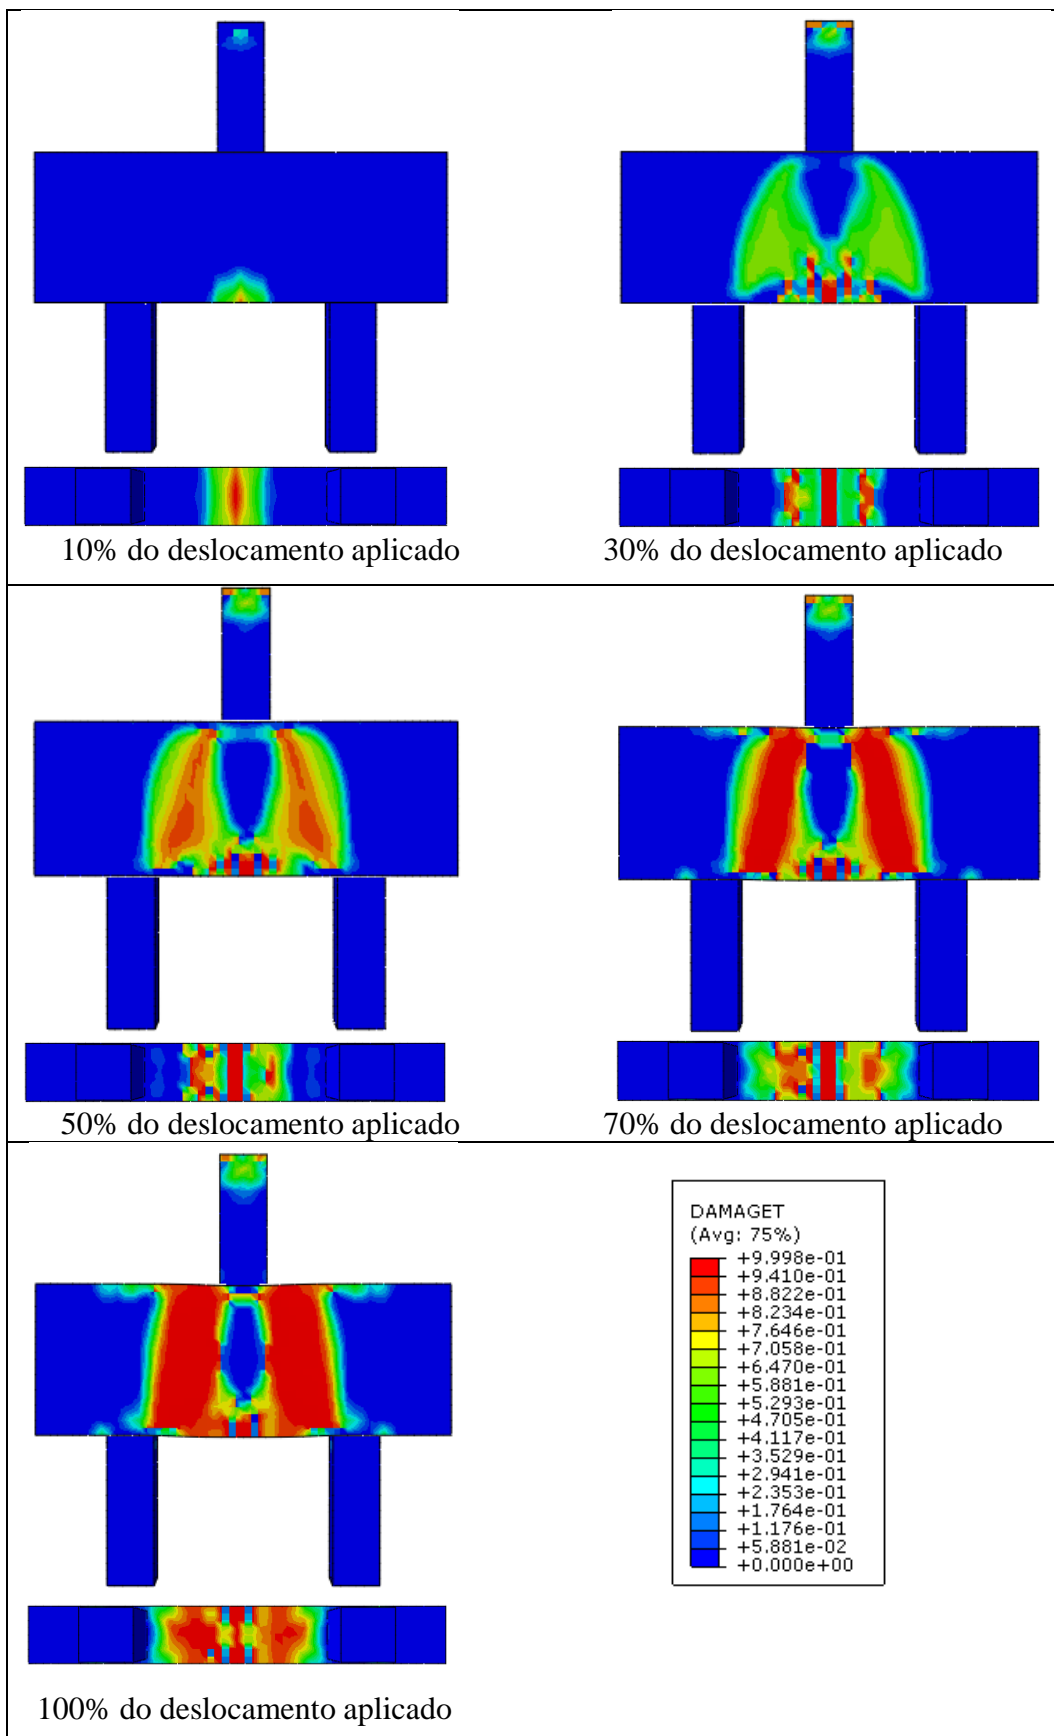 10% do deslocamento aplicado
30% do deslocamento aplicado
50% do deslocamento aplicado
70% do deslocamento aplicado
100% do deslocamento aplicado
DAMAGET
(Avg: 75%)
+9.998e-01
+9.410e-01
+8.822e-01
+8.234e-01
+7.646e-01
+7.058e-01
+6.470e-01
+5.881e-01
+5.293e-01
+4.705e-01
+4.117e-01
+3.529e-01
+2.941e-01
+2.353e-01
+1.764e-01
+1.176e-01
+5.881e-02
+0.000e+00